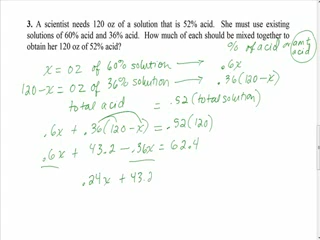 3. A scientist needs 120 oz of a solution that is 52% acid. She must use existing
solutions of 60% acid and 36% acid. How much of each should be mixed together to
obtain her 120 oz of 52% acid?
% of acid or amt acid
x = oz of 60% solution → .6x
120-x = oz of 36% solution → .36(120-x)
total acid = .52(total solution)
.6x + .36(120-x) = .52(120)
.6x + 43.2 - .36x = 62.4
.24x + 43.2